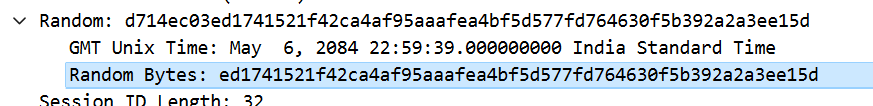 Random: d714ec03ed1741521f42ca4af95aaafea4bf5d577fd764630f5b392a2a3ee15d
GMT Unix Time: May  6, 2084 22:59:39.000000000 India Standard Time
Random Bytes: ed1741521f42ca4af95aaafea4bf5d577fd764630f5b392a2a3ee15d
Session ID Length: 32